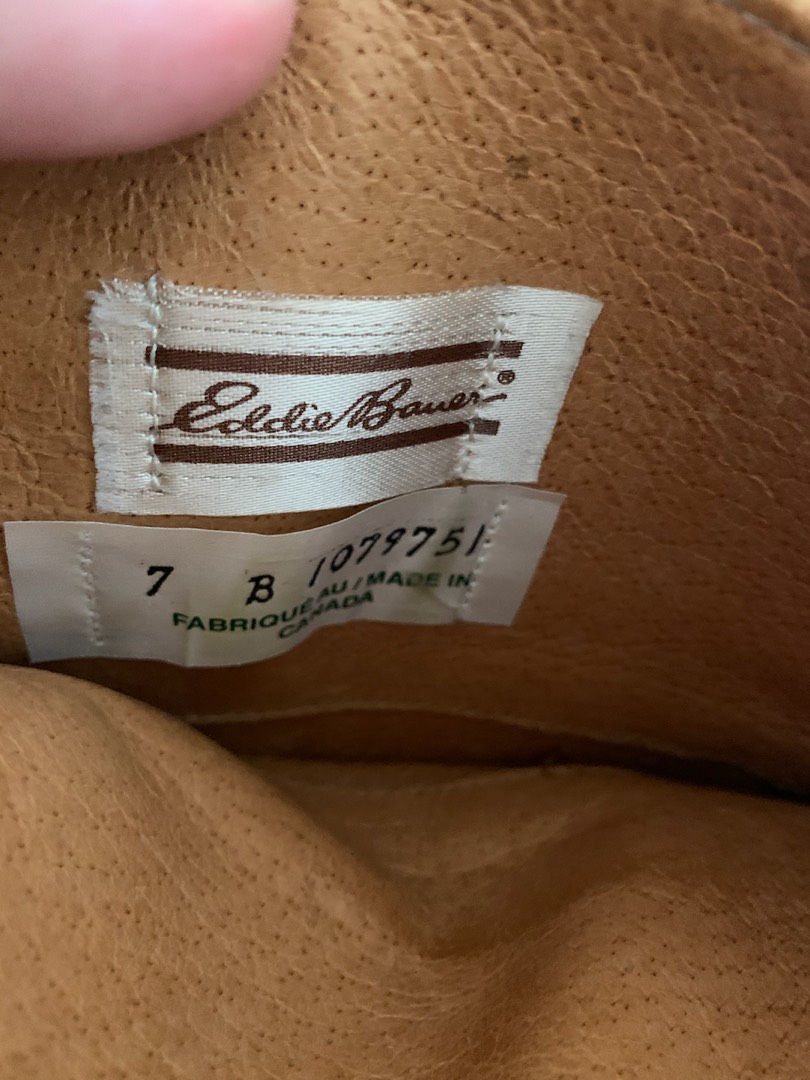 Eddie Bauer®
7 B 1079751
FABRIQUE AU / MADE IN
CANADA